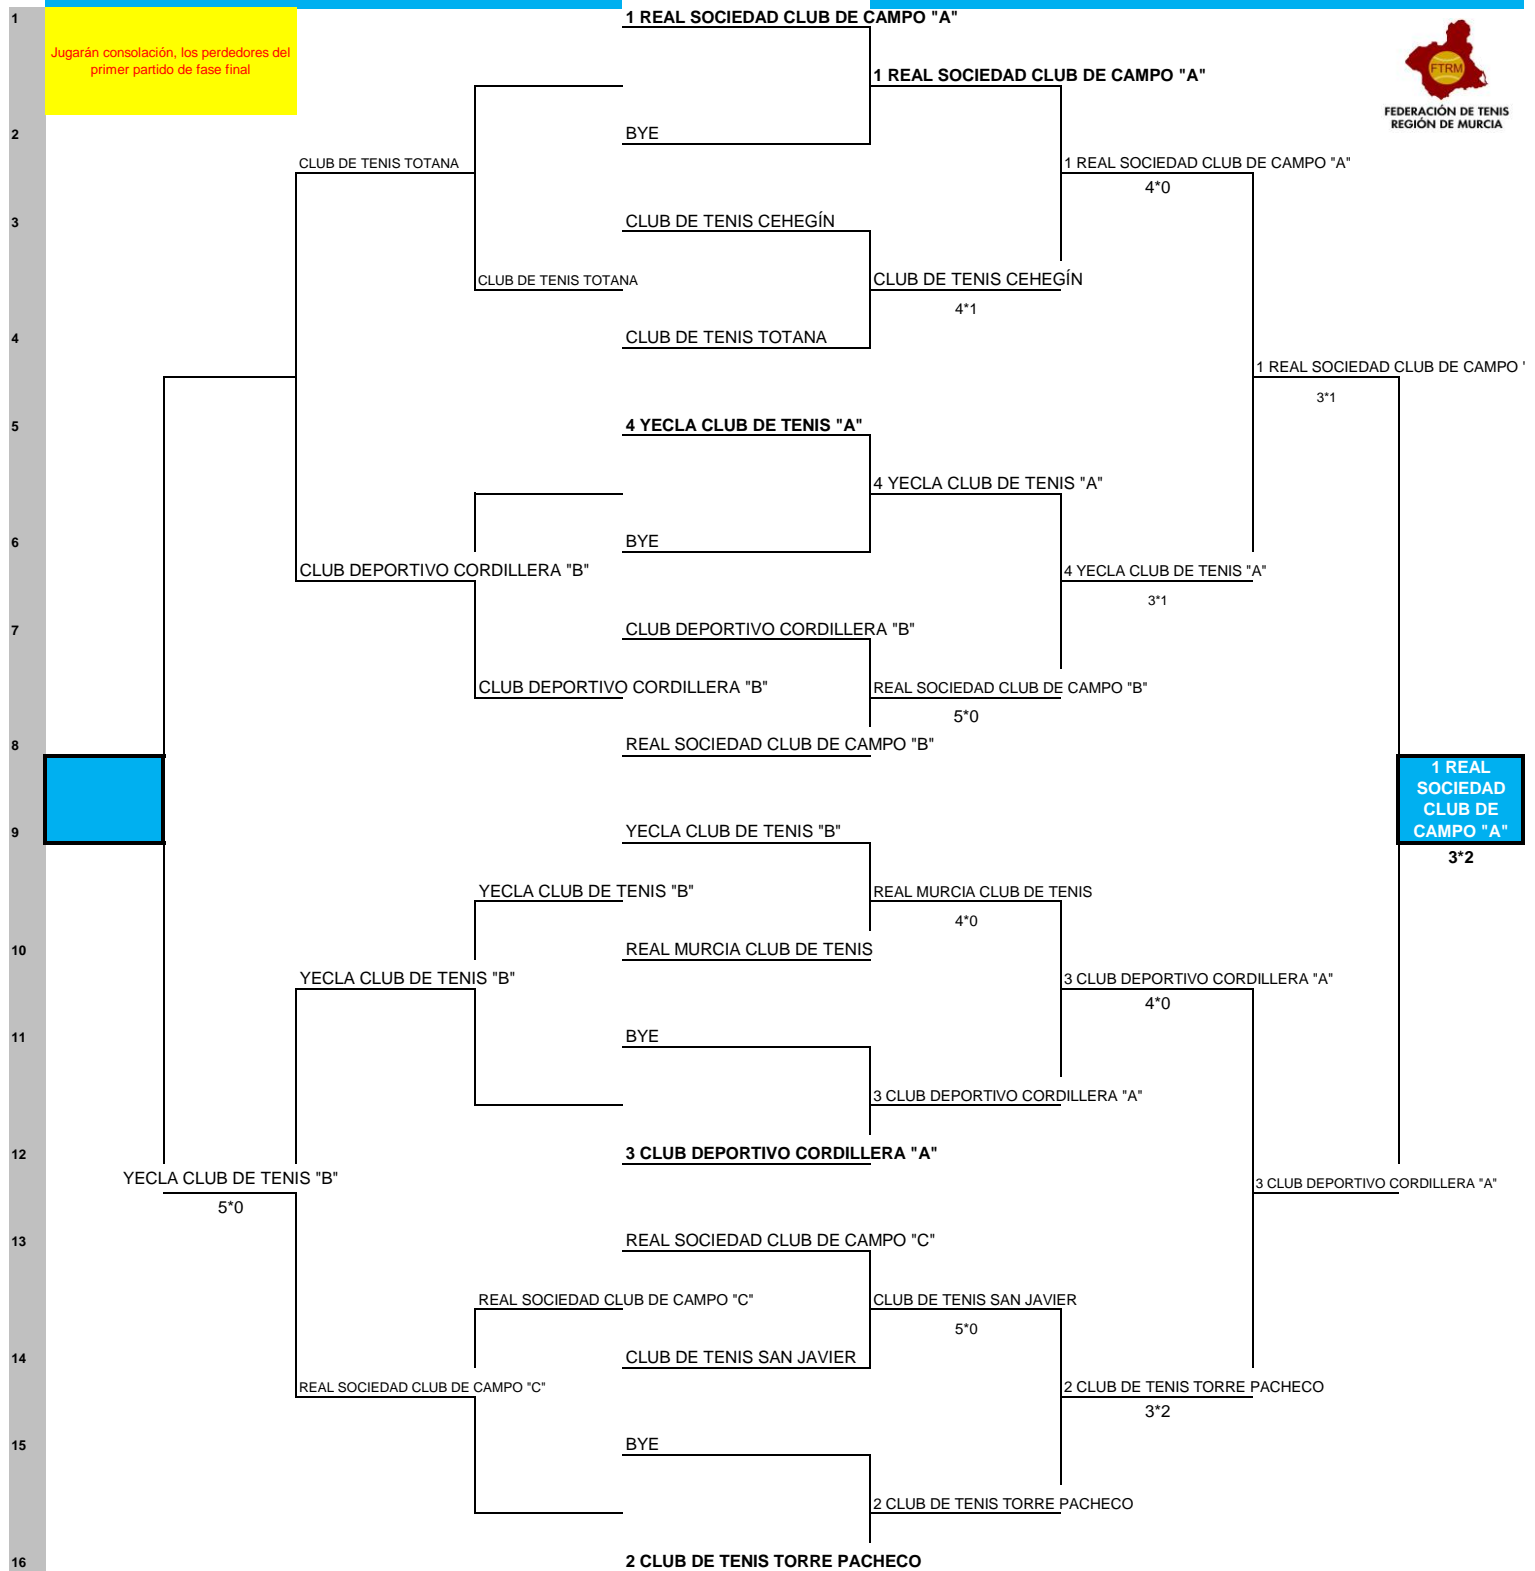 1
1 REAL SOCIEDAD CLUB DE CAMPO "A"
Jugarán consolación, los perdedores del
primer partido de fase final
1 REAL SOCIEDAD CLUB DE CAMPO "A"
FTRM
FEDERACIÓN DE TENIS
REGIÓN DE MURCIA
2
BYE
CLUB DE TENIS TOTANA
1 REAL SOCIEDAD CLUB DE CAMPO "A"
4*0
3
CLUB DE TENIS CEHEGÍN
CLUB DE TENIS TOTANA
CLUB DE TENIS CEHEGÍN
4*1
4
CLUB DE TENIS TOTANA
1 REAL SOCIEDAD CLUB DE CAMPO "
3*1
5
4 YECLA CLUB DE TENIS "A"
4 YECLA CLUB DE TENIS "A"
6
BYE
CLUB DEPORTIVO CORDILLERA "B"
4 YECLA CLUB DE TENIS "A"
3*1
7
CLUB DEPORTIVO CORDILLERA "B"
CLUB DEPORTIVO CORDILLERA "B"
REAL SOCIEDAD CLUB DE CAMPO "B"
5*0
8
REAL SOCIEDAD CLUB DE CAMPO "B"
1 REAL
SOCIEDAD
CLUB DE
CAMPO "A"
3*2
9
YECLA CLUB DE TENIS "B"
YECLA CLUB DE TENIS "B"
REAL MURCIA CLUB DE TENIS
4*0
10
REAL MURCIA CLUB DE TENIS
YECLA CLUB DE TENIS "B"
3 CLUB DEPORTIVO CORDILLERA "A"
4*0
11
BYE
3 CLUB DEPORTIVO CORDILLERA "A"
12
3 CLUB DEPORTIVO CORDILLERA "A"
YECLA CLUB DE TENIS "B"
5*0
3 CLUB DEPORTIVO CORDILLERA "A"
13
REAL SOCIEDAD CLUB DE CAMPO "C"
REAL SOCIEDAD CLUB DE CAMPO "C"
CLUB DE TENIS SAN JAVIER
5*0
14
CLUB DE TENIS SAN JAVIER
REAL SOCIEDAD CLUB DE CAMPO "C"
2 CLUB DE TENIS TORRE PACHECO
3*2
15
BYE
2 CLUB DE TENIS TORRE PACHECO
16
2 CLUB DE TENIS TORRE PACHECO